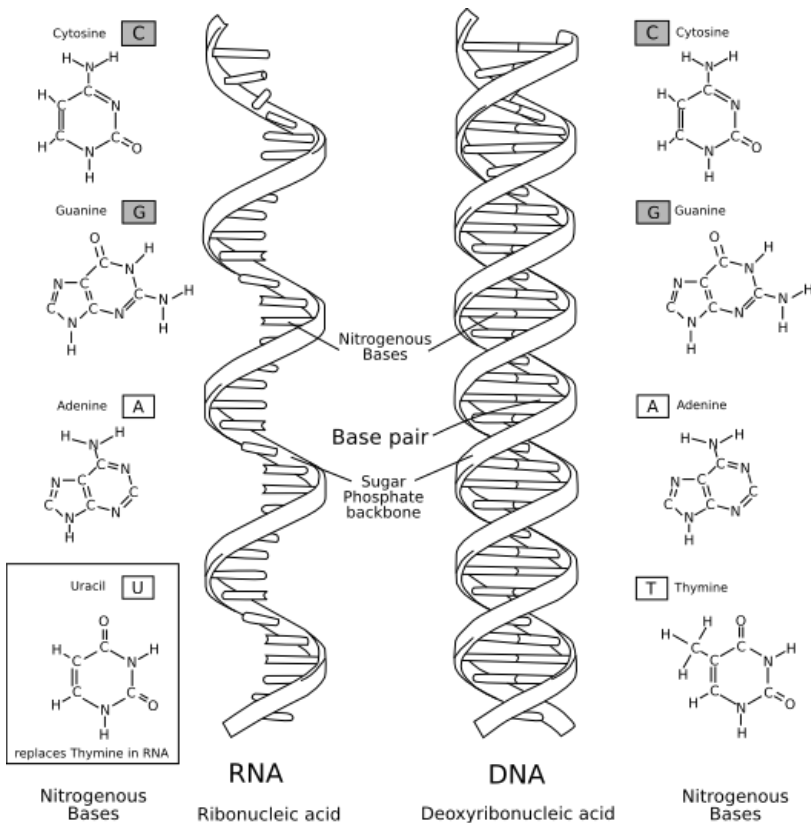 Cytosine C
H
N
H
H
C
C
N
C
C
H
N
O
H
Guanine G
O
H
C
N
N
C
C
C
C
N
N
N
H
H
H
Adenine A
H
N
H
C
N
N
C
C
C
C
N
N
H
Uracil U
O
C
H
C
N
H
C
C
H
N
O
H
replaces Thymine in RNA
Nitrogenous
Bases
Nitrogenous
Bases
Base pair
Sugar
Phosphate
backbone
RNA
Ribonucleic acid
DNA
Deoxyribonucleic acid
C Cytosine
H
N
H
H
C
C
N
C
C
H
N
O
H
G Guanine
O
H
C
N
N
C
C
C
C
N
N
N
H
H
H
A Adenine
H
N
H
C
N
N
C
C
C
C
N
N
H
T Thymine
H
O
H
C
C
H
C
N
H
C
C
H
N
O
H
Nitrogenous
Bases